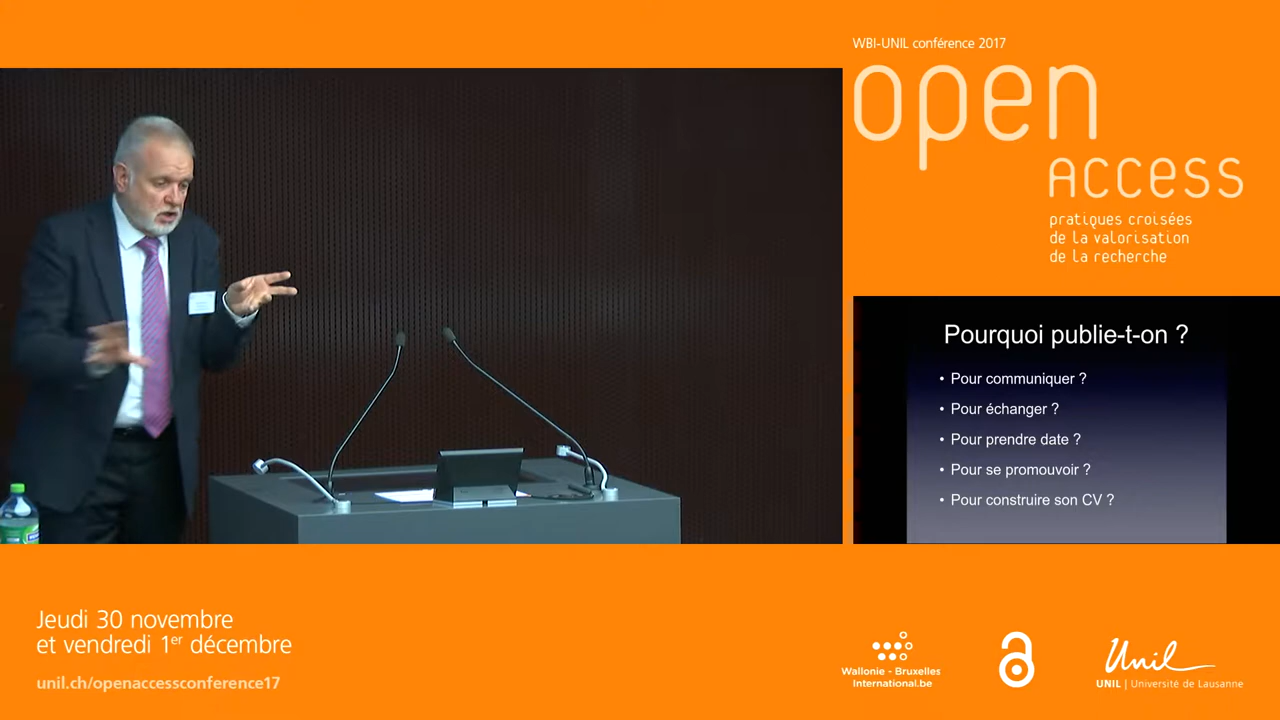 WBI-UNIL conférence 2017
open
access
pratiques croisées
de la valorisation
de la recherche
Pourquoi publie-t-on ?
• Pour communiquer ?
• Pour échanger ?
• Pour prendre date ?
• Pour se promouvoir ?
• Pour construire son CV ?
Jeudi 30 novembre
et vendredi 1er décembre
unil.ch/openaccessconference17
Wallonie - Bruxelles
International.be
Unil
UNIL | Université de Lausanne